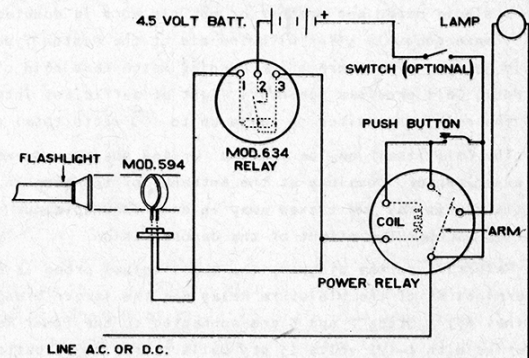 4.5 VOLT BATT.
+
LAMP
SWITCH (OPTIONAL)
1 2 3
PUSH BUTTON
MOD.634
RELAY
FLASHLIGHT
MOD.594
COIL
ARM
POWER RELAY
LINE A.C. OR D.C.